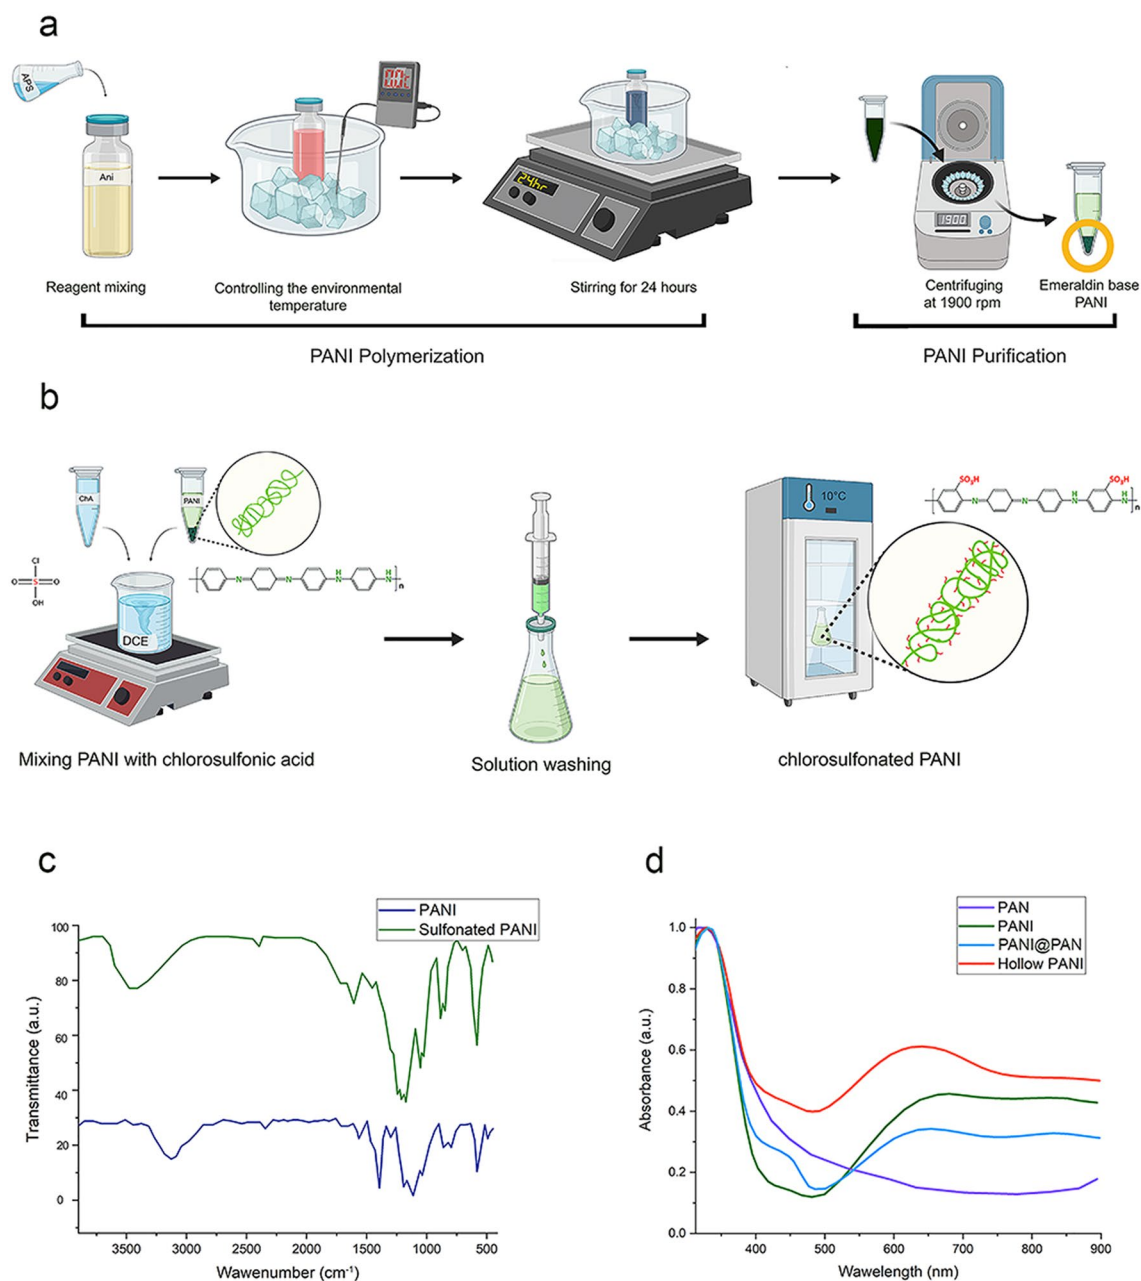 a
APS
Ani
0.0°c
24hr
1900
Reagent mixing
Controlling the environmental
temperature
Stirring for 24 hours
Centrifuging
at 1900 rpm
Emeraldin base
PANI
PANI Polymerization
PANI Purification
b
ChA
PANI
Cl
O S O
OH
DCE
N N N H N H n
10°C
SO₃H SO₃H
N N N H N H n
Mixing PANI with chlorosulfonic acid
Solution washing
chlorosulfonated PANI
c
PANI
Sulfonated PANI
100
80
60
40
20
0
Transmittance (a.u.)
3500 3000 2500 2000 1500 1000 500
Wawenumber (cm⁻¹)
d
PAN
PANI
PANI@PAN
Hollow PANI
1.0
0.8
0.6
0.4
0.2
0.0
Absorbance (a.u.)
400 500 600 700 800 900
Wavelength (nm)